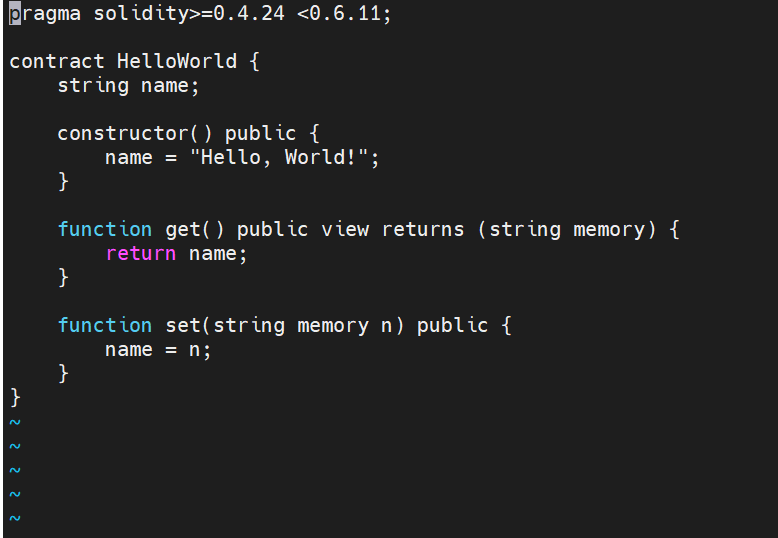 pragma solidity>=0.4.24 <0.6.11;

contract HelloWorld {
    string name;

    constructor() public {
        name = "Hello, World!";
    }

    function get() public view returns (string memory) {
        return name;
    }

    function set(string memory n) public {
        name = n;
    }
}
~
~
~
~
~